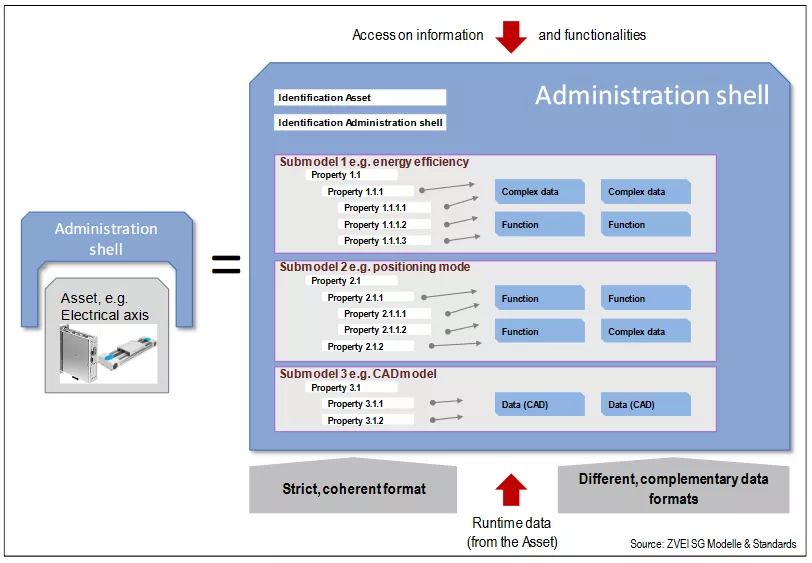 Access on information and functionalities
Administration shell
Identification Asset
Identification Administration shell
Submodel 1 e.g. energy efficiency
Property 1.1
Property 1.1.1
Property 1.1.1.1
Property 1.1.1.2
Property 1.1.1.3
Complex data
Complex data
Function
Function
Administration
shell
Asset, e.g.
Electrical axis
=
Submodel 2 e.g. positioning mode
Property 2.1
Property 2.1.1
Property 2.1.1.1
Property 2.1.1.2
Property 2.1.2
Function
Function
Function
Complex data
Submodel 3 e.g. CAD model
Property 3.1
Property 3.1.1
Property 3.1.2
Data (CAD)
Data (CAD)
Strict, coherent format
Different, complementary data
formats
Runtime data
(from the Asset)
Source: ZVEI SG Modelle & Standards